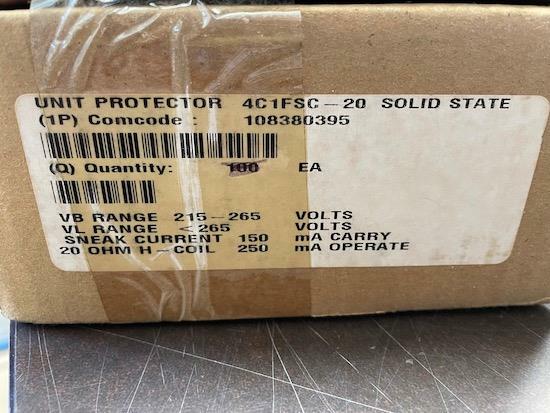 UNIT PROTECTOR 4C1FSC-20 SOLID STATE
(1P) Comcode: 108380395
(Q) Quantity: 100 EA
VB RANGE 215-265 VOLTS
VL RANGE <265 VOLTS
SNEAK CURRENT 150 mA CARRY
20 OHM H-COIL 250 mA OPERATE